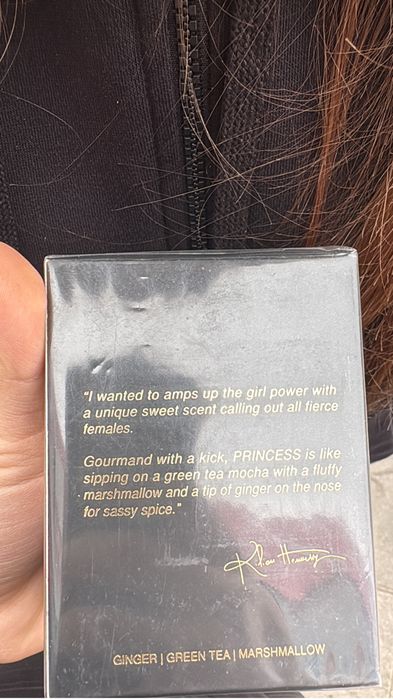 "I wanted to amps up the girl power with
a unique sweet scent calling out all fierce
females.
Gourmand with a kick, PRINCESS is like
sipping on a green tea mocha with a fluffy
marshmallow and a tip of ginger on the nose
for sassy spice."
Kilian Hennessy
GINGER | GREEN TEA | MARSHMALLOW